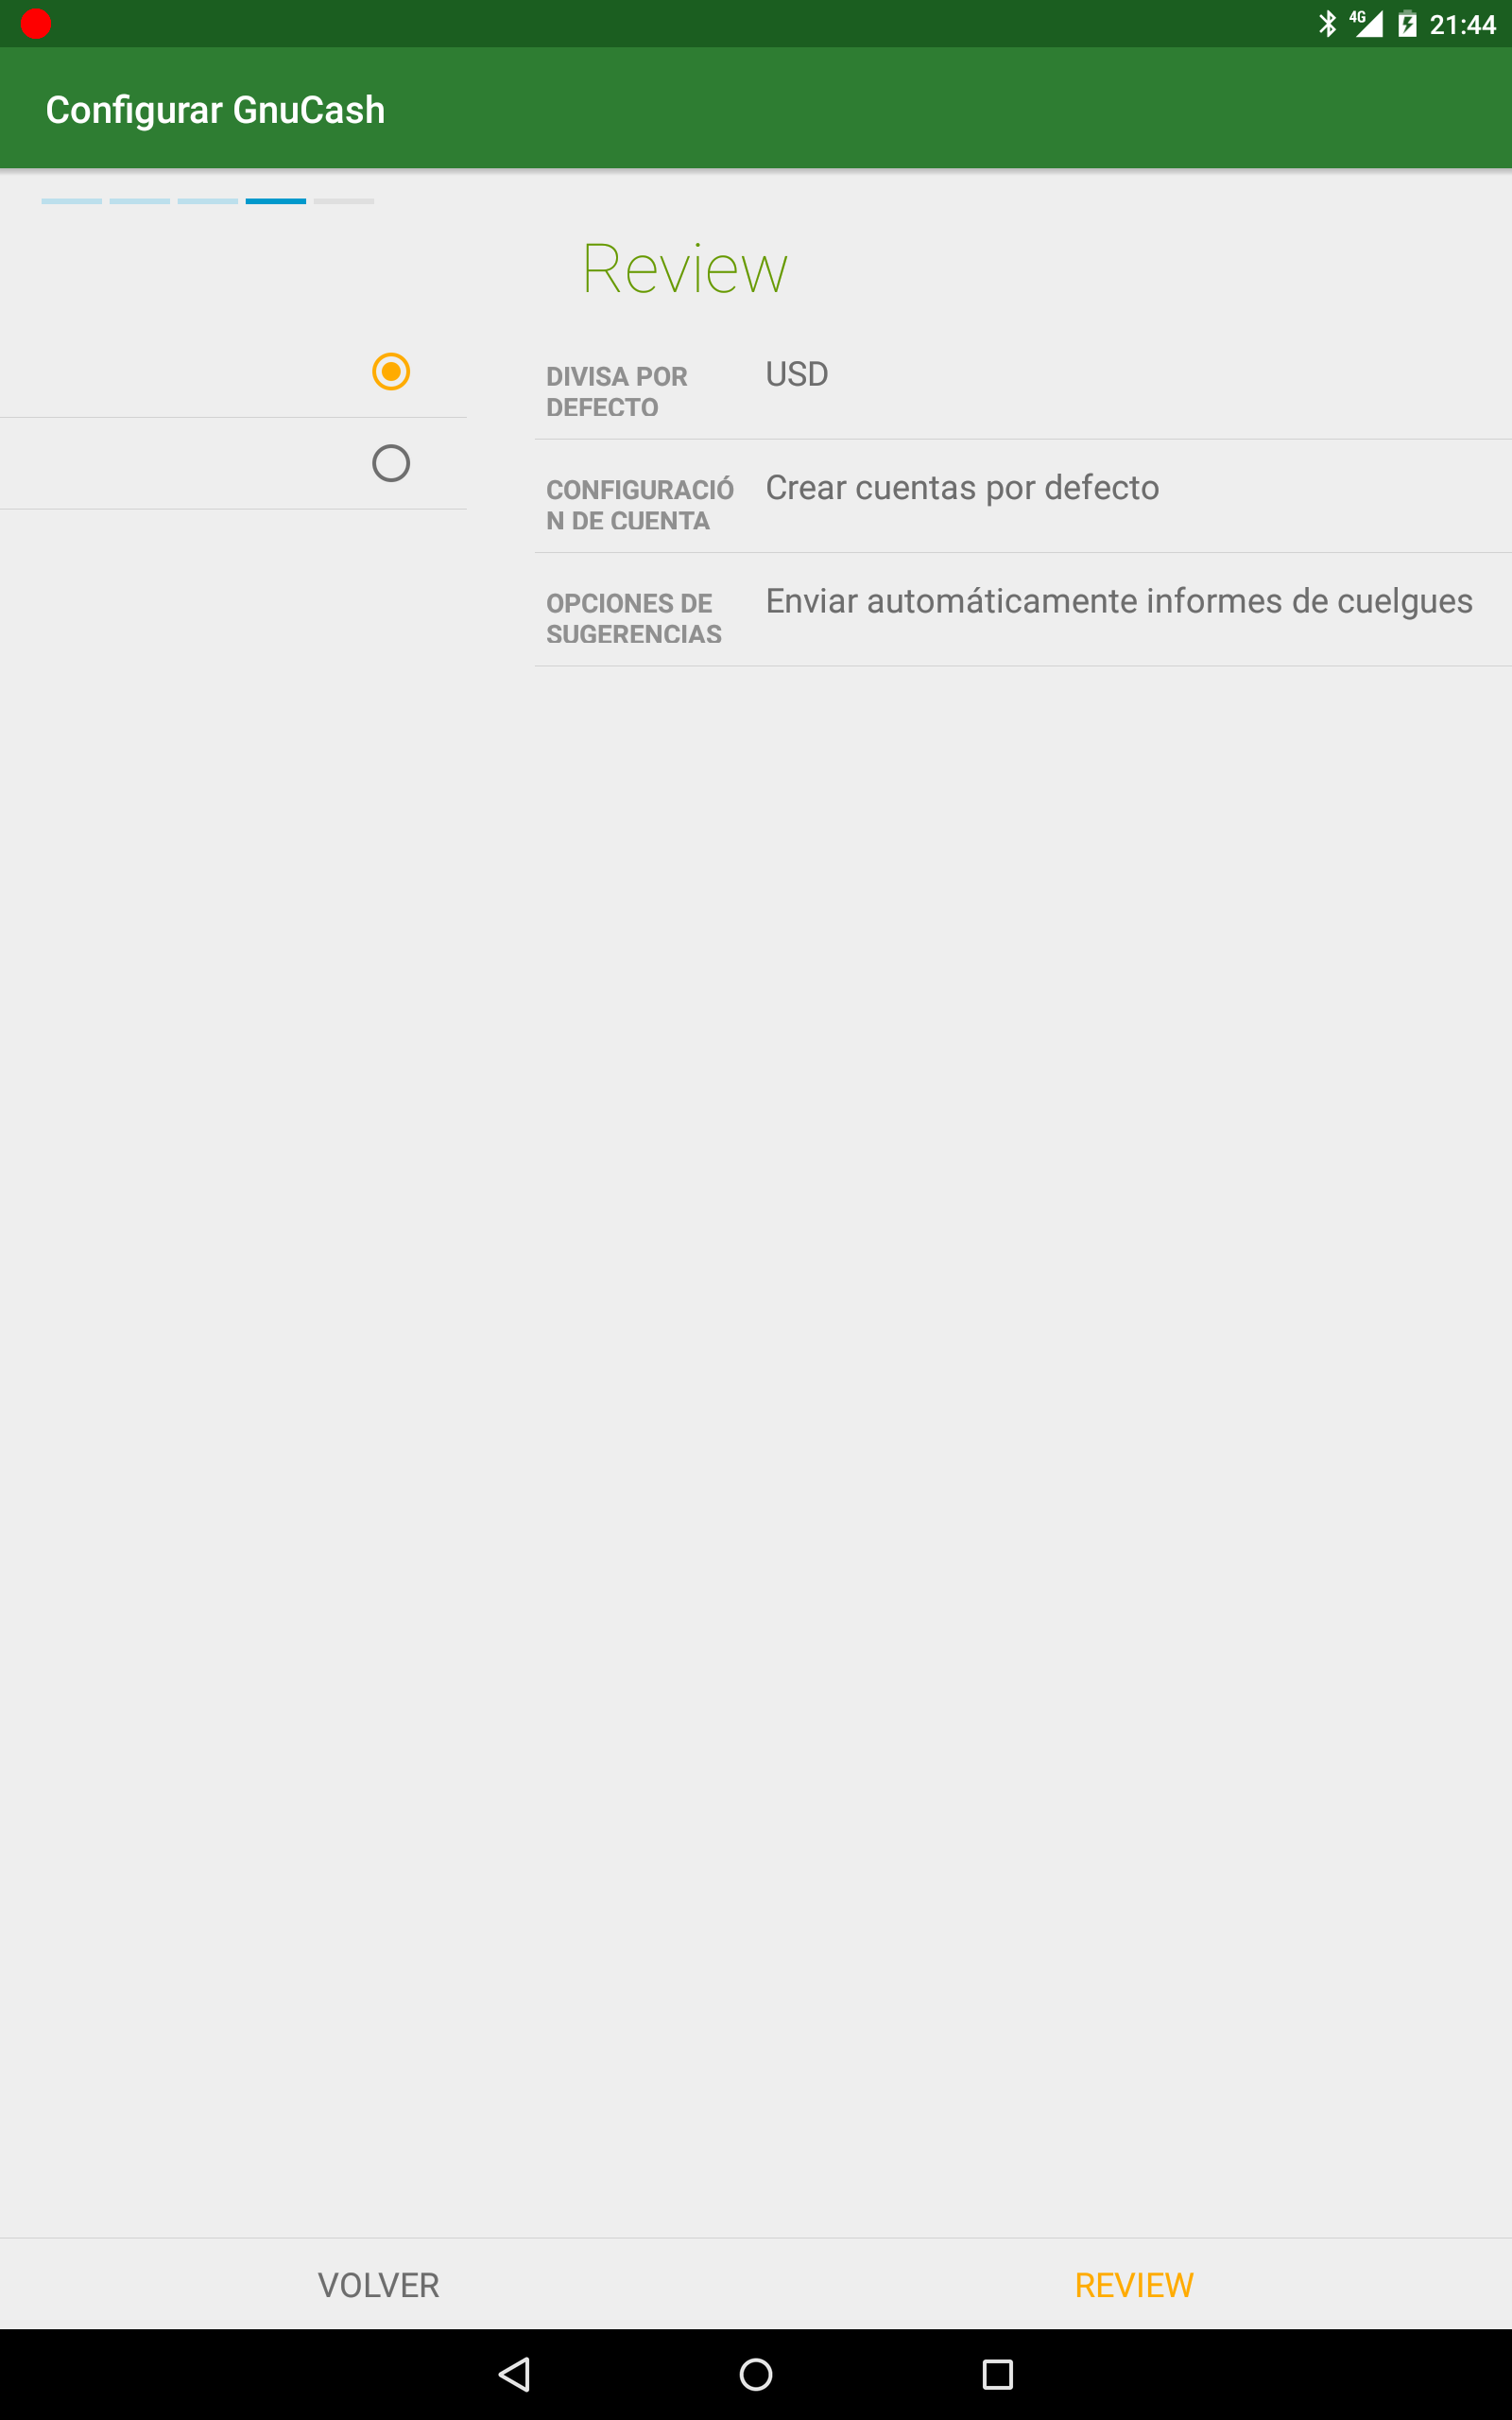 4G 21:44
Configurar GnuCash
Review
DIVISA POR
DEFECTO
USD
CONFIGURACIÓ
N DE CUENTA
Crear cuentas por defecto
OPCIONES DE
SUGERENCIAS
Enviar automáticamente informes de cuelgues
VOLVER
REVIEW